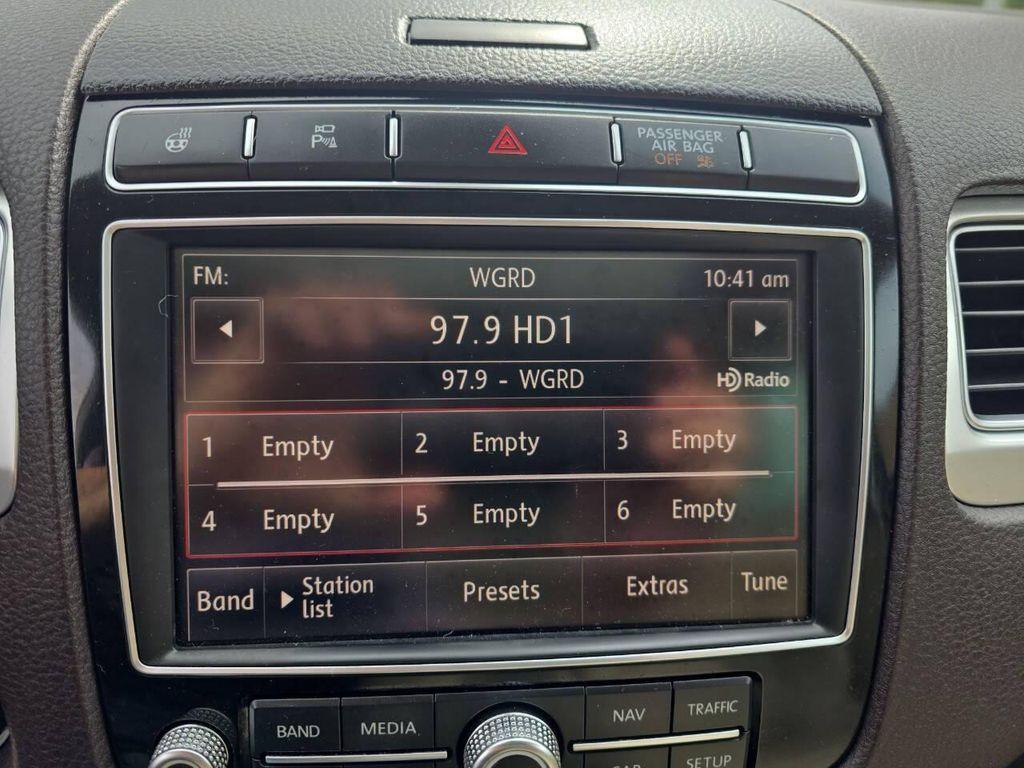 P
PASSENGER
AIR BAG
OFF
FM: WGRD 10:41 am
97.9 HD1
97.9 - WGRD HD Radio
1 Empty 2 Empty 3 Empty
4 Empty 5 Empty 6 Empty
Band Station list Presets Extras Tune
BAND MEDIA NAV TRAFFIC
CAR SETUP